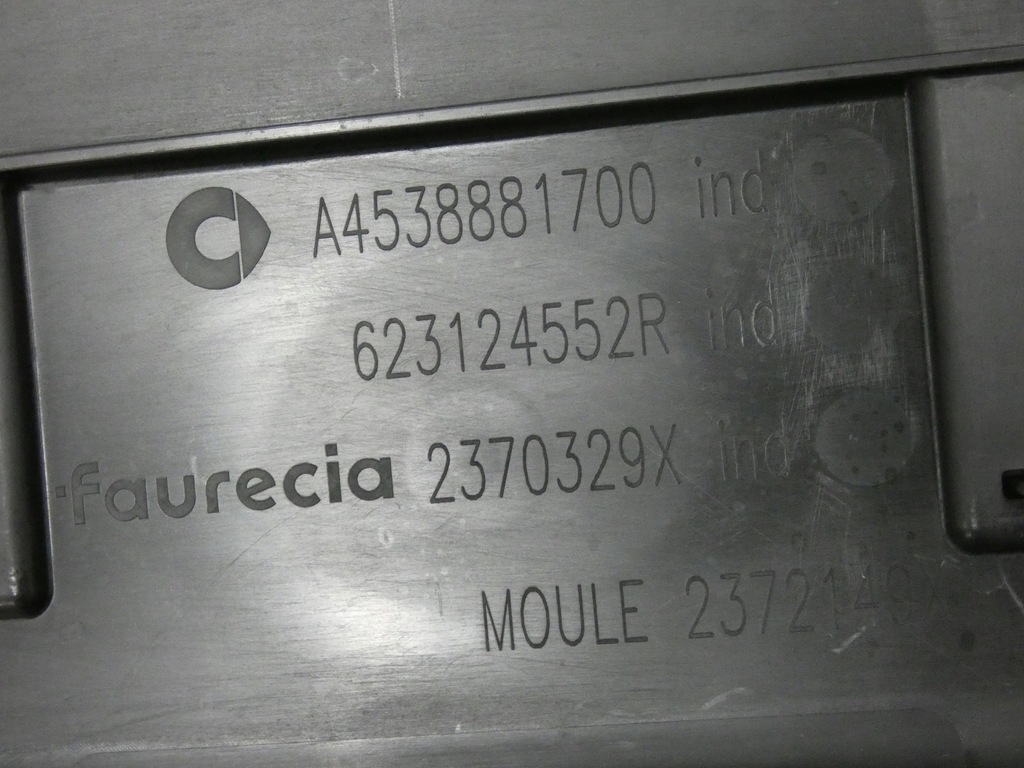 A4538881700 ind
623124552R ind
faurecia 2370329X ind
MOULE